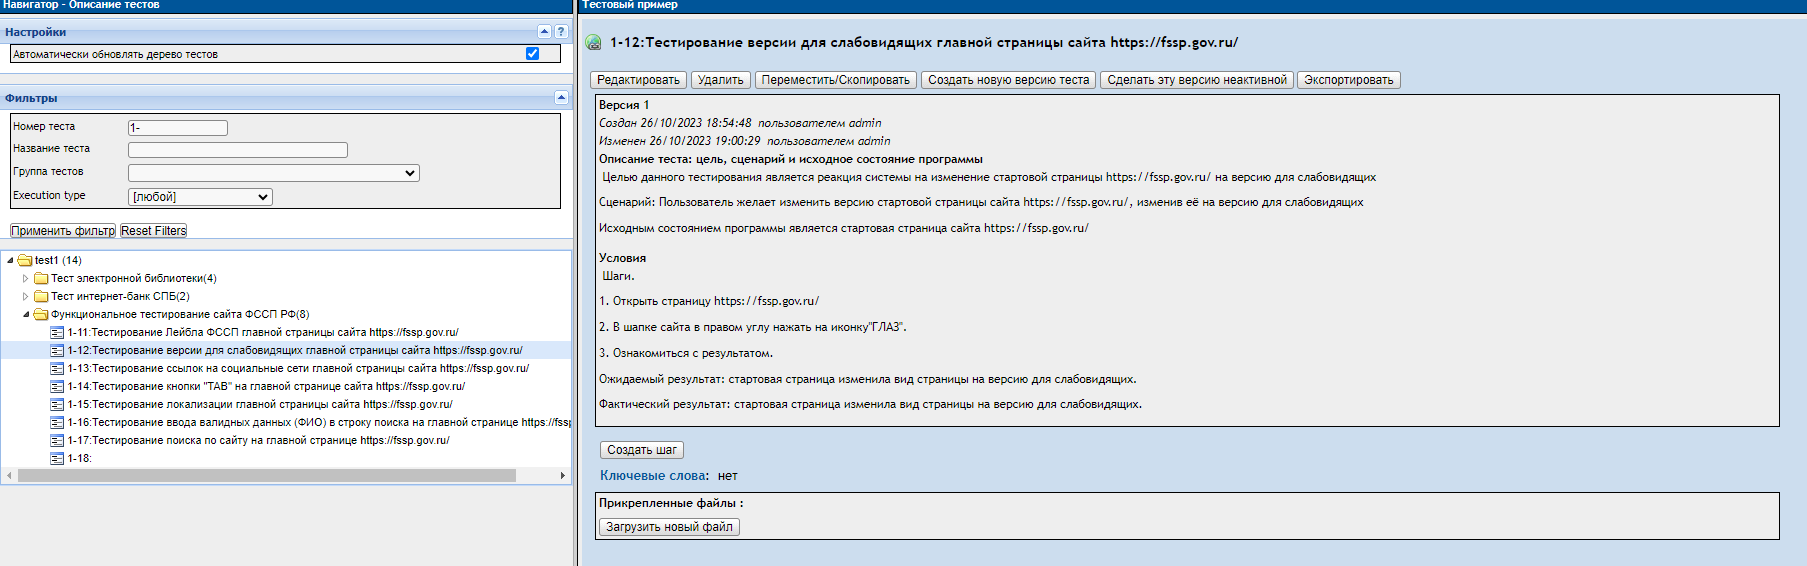 Навигатор - Описание тестов
Настройки
?
Автоматически обновлять дерево тестов
Фильтры
Номер теста 1-
Название теста
Группа тестов
Execution type [любой]
Применить фильтр Reset Filters
test1 (14)
Тест электронной библиотеки(4)
Тест интернет-банк СПБ(2)
Функциональное тестирование сайта ФССП РФ(8)
1-11:Тестирование Лейбла ФССП главной страницы сайта https://fssp.gov.ru/
1-12:Тестирование версии для слабовидящих главной страницы сайта https://fssp.gov.ru/
1-13:Тестирование ссылок на социальные сети главной страницы сайта https://fssp.gov.ru/
1-14:Тестирование кнопки "TAB" на главной странице сайта https://fssp.gov.ru/
1-15:Тестирование локализации главной страницы сайта https://fssp.gov.ru/
1-16:Тестирование ввода валидных данных (ФИО) в строку поиска на главной странице https://fssp
1-17:Тестирование поиска по сайту на главной странице https://fssp.gov.ru/
1-18:
Тестовый пример
1-12:Тестирование версии для слабовидящих главной страницы сайта https://fssp.gov.ru/
Редактировать Удалить Переместить/Скопировать Создать новую версию теста Сделать эту версию неактивной Экспортировать
Версия 1
Создан 26/10/2023 18:54:48 пользователем admin
Изменен 26/10/2023 19:00:29 пользователем admin
Описание теста: цель, сценарий и исходное состояние программы
Целью данного тестирования является реакция системы на изменение стартовой страницы https://fssp.gov.ru/ на версию для слабовидящих
Сценарий: Пользователь желает изменить версию стартовой страницы сайта https://fssp.gov.ru/, изменив её на версию для слабовидящих
Исходным состоянием программы является стартовая страница сайта https://fssp.gov.ru/
Условия
Шаги.
1. Открыть страницу https://fssp.gov.ru/
2. В шапке сайта в правом углу нажать на иконку"ГЛАЗ".
3. Ознакомиться с результатом.
Ожидаемый результат: стартовая страница изменила вид страницы на версию для слабовидящих.
Фактический результат: стартовая страница изменила вид страницы на версию для слабовидящих.
Создать шаг
Ключевые слова: нет
Прикрепленные файлы :
Загрузить новый файл